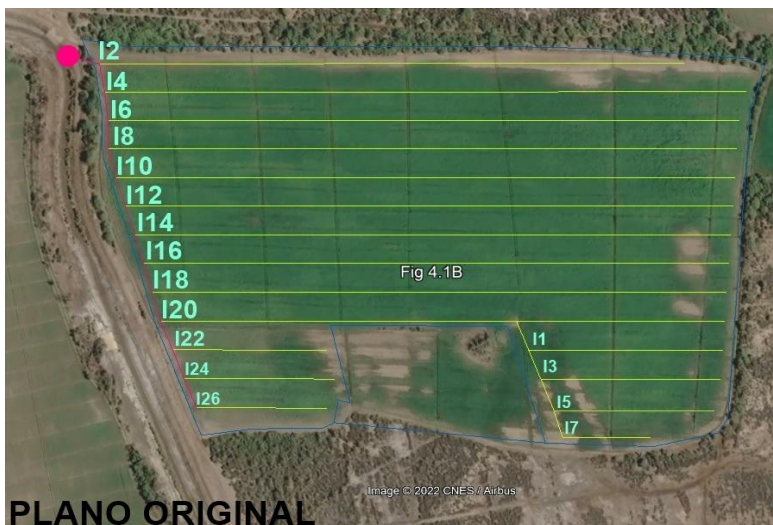 I2
I4
I6
I8
I10
I12
I14
I16
I18
Fig 4.1B
I20
I22
I1
I24
I3
I26
I5
I7
Image © 2022 CNES / Airbus
PLANO ORIGINAL